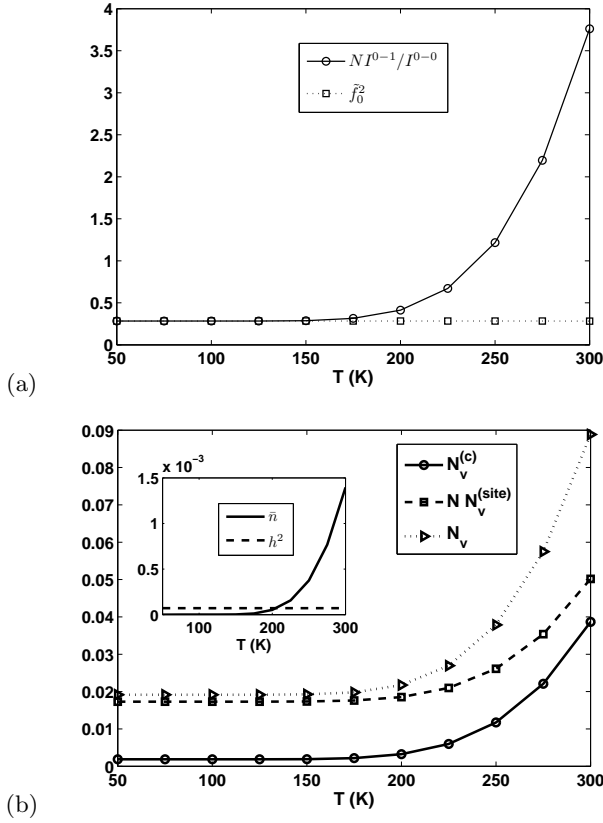 4
3.5
3
2.5
2
1.5
1
0.5
0
NI^{0−1}/I^{0−0}
\tilde{f}_0^2
50 100 150 200 250 300
T (K)
(a)
0.09
0.08
0.07
0.06
0.05
0.04
0.03
0.02
0.01
0
N_v^{(c)}
N N_v^{(site)}
N_v
x 10^{−3}
1.5
1
0.5
0
n̄
h²
100 200 300
T (K)
50 100 150 200 250 300
T (K)
(b)